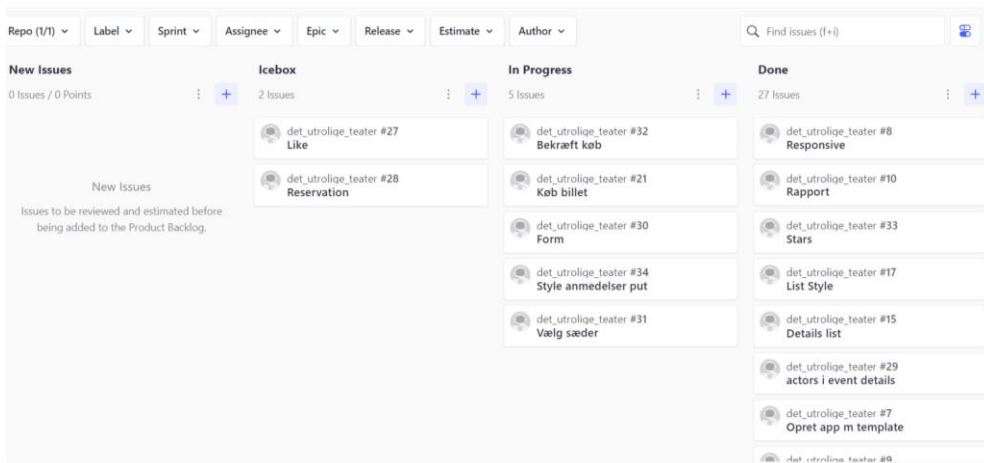 Repo (1/1)
Label
Sprint
Assignee
Epic
Release
Estimate
Author
Find issues (f+i)
New Issues
0 Issues / 0 Points
New Issues
Issues to be reviewed and estimated before
being added to the Product Backlog.
Icebox
2 Issues
det_utrolige_teater #27
Like
det_utrolige_teater #28
Reservation
In Progress
5 Issues
det_utrolige_teater #32
Bekræft køb
det_utrolige_teater #21
Køb billet
det_utrolige_teater #30
Form
det_utrolige_teater #34
Style anmedelser put
det_utrolige_teater #31
Vælg sæder
Done
27 Issues
det_utrolige_teater #8
Responsive
det_utrolige_teater #10
Rapport
det_utrolige_teater #33
Stars
det_utrolige_teater #17
List Style
det_utrolige_teater #15
Details list
det_utrolige_teater #29
actors i event details
det_utrolige_teater #7
Opret app m template
det_utrolige_teater #9